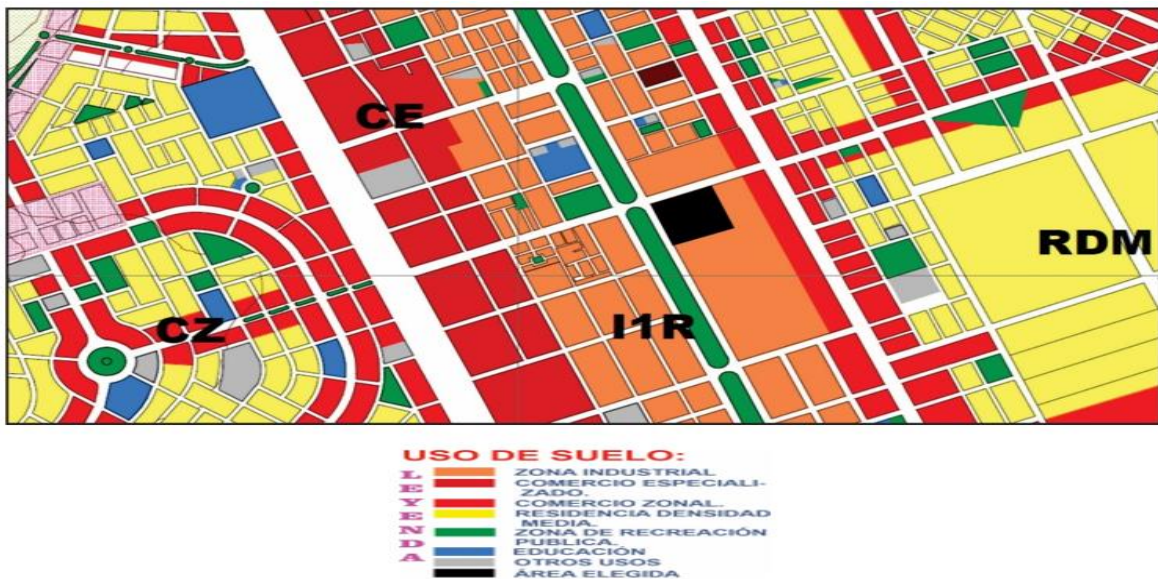 CE
RDM
CZ
I1R
USO DE SUELO:
LEYENDA
ZONA INDUSTRIAL
COMERCIO ESPECIALI-
ZADO.
COMERCIO ZONAL.
RESIDENCIA DENSIDAD
MEDIA.
ZONA DE RECREACIÓN
PUBLICA.
EDUCACIÓN
OTROS USOS
ÁREA ELEGIDA